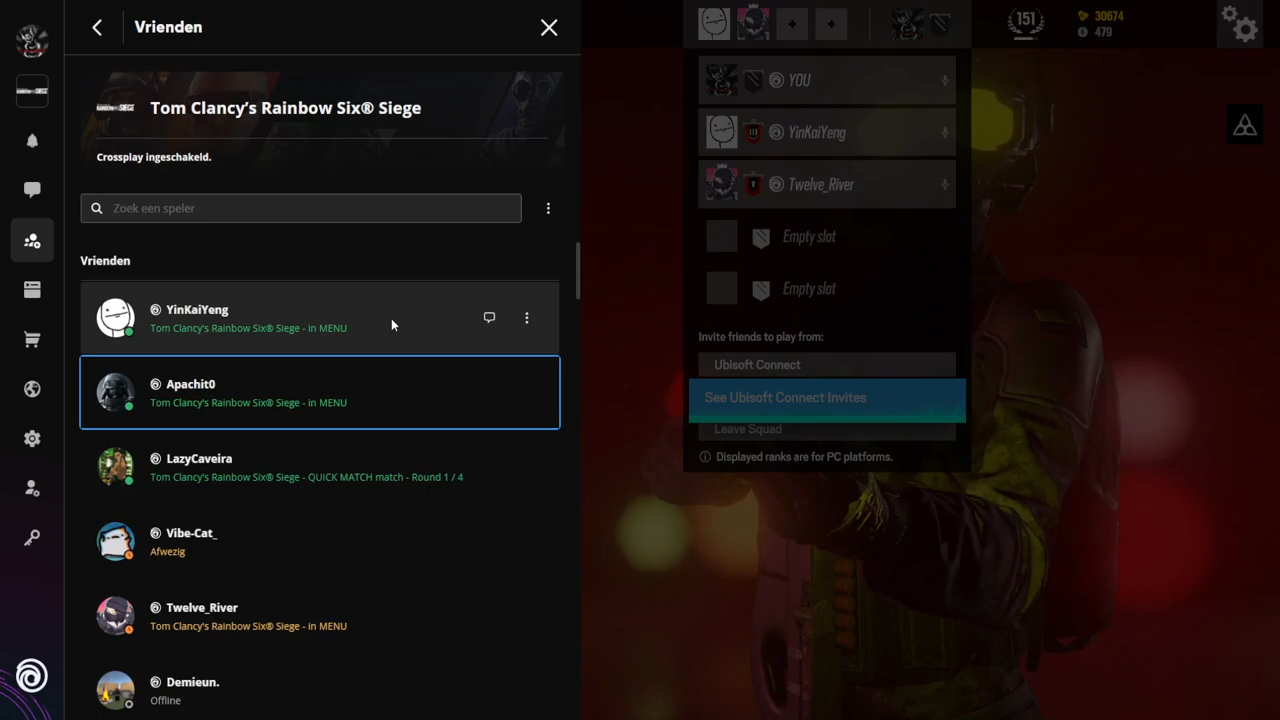 Vrienden
Tom Clancy's Rainbow Six® Siege
Crossplay ingeschakeld.
Zoek een speler
Vrienden
YinKaiYeng
Tom Clancy's Rainbow Six® Siege - in MENU
Apachit0
Tom Clancy's Rainbow Six® Siege - in MENU
LazyCaveira
Tom Clancy's Rainbow Six® Siege - QUICK MATCH match - Round 1 / 4
Vibe-Cat_
Afwezig
Twelve_River
Tom Clancy's Rainbow Six® Siege - in MENU
Demieun.
Offline
151
30674
479
YOU
YinKaiYeng
Twelve_River
Empty slot
Empty slot
Invite friends to play from:
Ubisoft Connect
See Ubisoft Connect Invites
Leave Squad
Displayed ranks are for PC platforms.